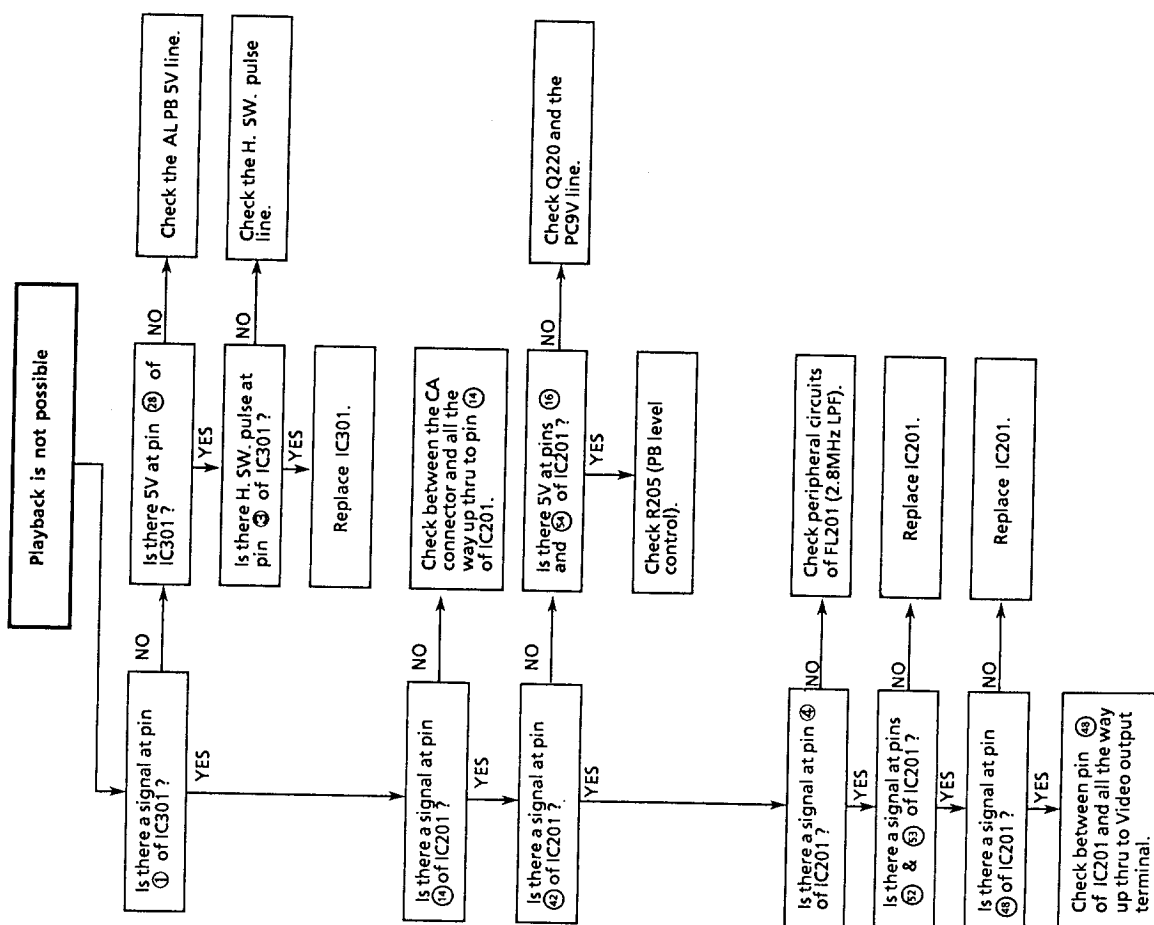 Playback is not possible
Is there a signal at pin
① of IC301 ?
NO
YES
Is there 5V at pin ㉘ of
IC301 ?
NO
YES
Check the AL PB 5V line.
Is there H. SW. pulse at
pin ③ of IC301 ?
NO
YES
Check the H. SW. pulse
line.
Replace IC301.
Is there a signal at pin
⑭ of IC201 ?
NO
YES
Check between the CA
connector and all the
way up thru to pin ⑭
of IC201.
Is there a signal at pin
㊷ of IC201 ?
NO
YES
Is there 5V at pins ⑯
and 54 of IC201 ?
NO
YES
Check Q220 and the
PC9V line.
Check R205 (PB level
control).
Is there a signal at pin ④
of IC201 ?
NO
YES
Check peripheral circuits
of FL201 (2.8MHz LPF).
Is there a signal at pins
52 & 53 of IC201 ?
NO
YES
Replace IC201.
Is there a signal at pin
㊽ of IC201 ?
NO
YES
Replace IC201.
Check between pin ㊽
of IC201 and all the way
up thru to Video output
terminal.